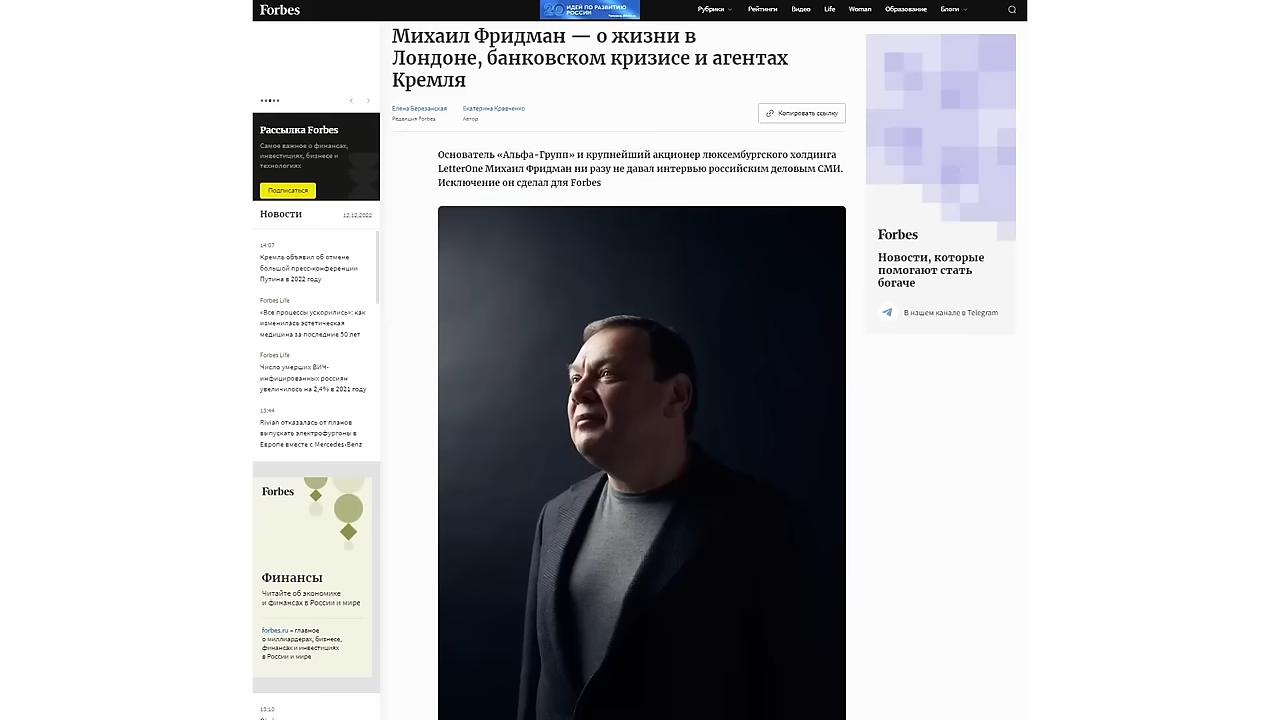 Forbes
20 ИДЕЙ ПО РАЗВИТИЮ
РОССИИ
Рубрики
Рейтинги
Видео
Life
Woman
Образование
Блоги
Михаил Фридман — о жизни в
Лондоне, банковском кризисе и агентах
Кремля
Елена Березанская
Редакция Forbes
Екатерина Кравченко
Автор
Копировать ссылку
Основатель «Альфа-Групп» и крупнейший акционер люксембургского холдинга
LetterOne Михаил Фридман ни разу не давал интервью российским деловым СМИ.
Исключение он сделал для Forbes
Рассылка Forbes
Самое важное о финансах,
инвестициях, бизнесе и
технологиях
Подписаться
Новости
12.12.2022
14:07
Кремль объявил об отмене
большой пресс-конференции
Путина в 2022 году
Forbes Life
«Все процессы ускорились»: как
изменилась эстетическая
медицина за последние 50 лет
Forbes Life
Число умерших ВИЧ-
инфицированных россиян
увеличилось на 2,4% в 2021 году
13:44
Rivian отказалась от планов
выпускать электрофургоны в
Европе вместе с Mercedes-Benz
Forbes
Финансы
Читайте об экономике
и финансах в России и мире
forbes.ru – главное
о миллиардерах, бизнесе,
финансах и инвестициях
в России и мире
13:10
Forbes
Новости, которые
помогают стать
богаче
В нашем канале в Telegram